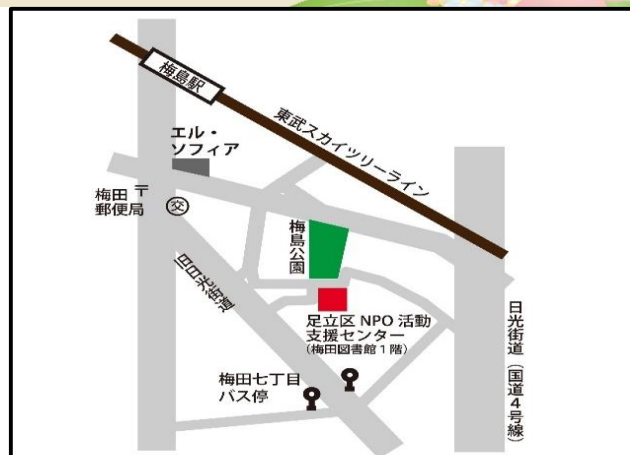 梅島駅
東武スカイツリーライン
エル・
ソフィア
梅田〒
郵便局
交
旧日光街道
梅島公園
足立区 NPO 活動
支援センター
(梅田図書館1階)
梅田七丁目
バス停
日光街道(国道4号線)